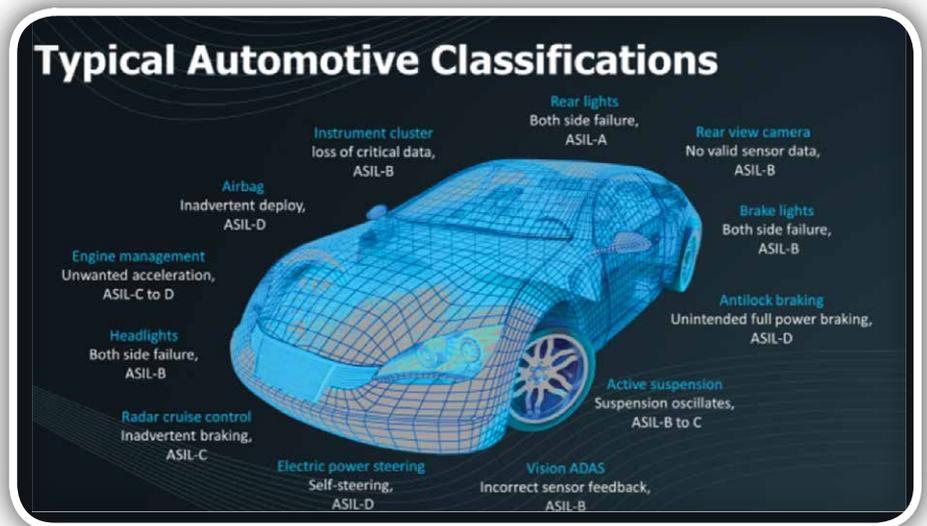 Typical Automotive Classifications
Rear lights
Both side failure,
ASIL-A
Instrument cluster
loss of critical data,
ASIL-B
Rear view camera
No valid sensor data,
ASIL-B
Airbag
Inadvertent deploy,
ASIL-D
Brake lights
Both side failure,
ASIL-B
Engine management
Unwanted acceleration,
ASIL-C to D
Antilock braking
Unintended full power braking,
ASIL-D
Headlights
Both side failure,
ASIL-B
Active suspension
Suspension oscillates,
ASIL-B to C
Radar cruise control
Inadvertent braking,
ASIL-C
Electric power steering
Self-steering,
ASIL-D
Vision ADAS
Incorrect sensor feedback,
ASIL-B